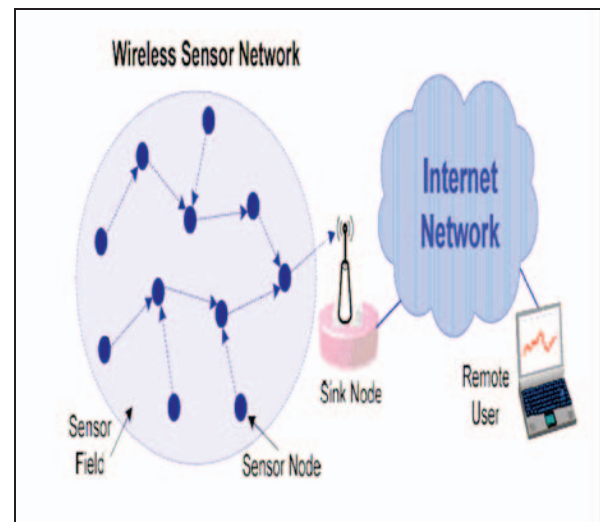 Wireless Sensor Network
Internet
Network
Sink Node
Remote
User
Sensor
Field
Sensor Node